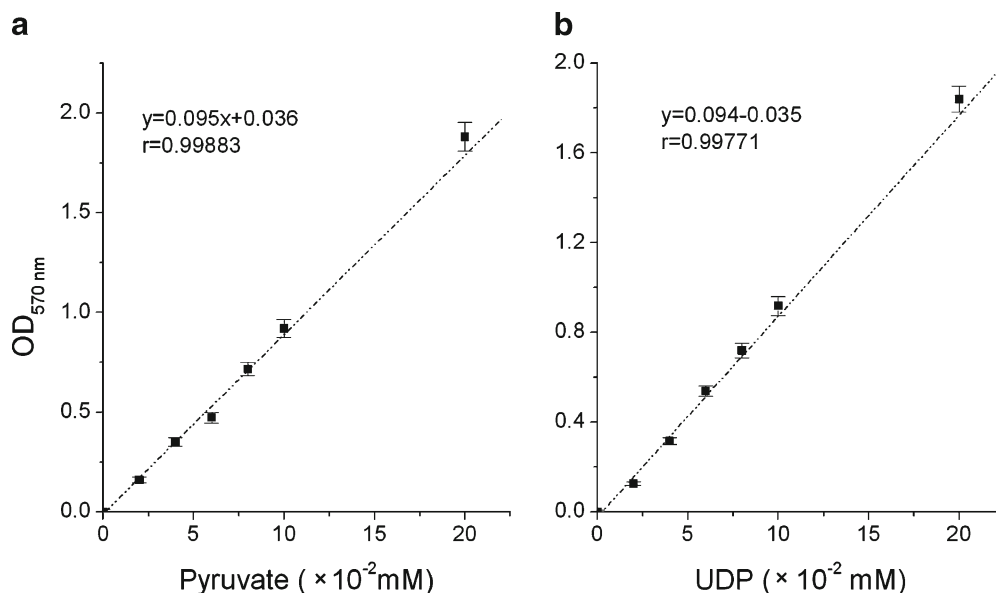 a
y=0.095x+0.036
r=0.99883
2.0
1.5
1.0
0.5
0.0
0 5 10 15 20
OD570 nm
Pyruvate ( ×10-2mM)
b
y=0.094-0.035
r=0.99771
2.0
1.6
1.2
0.8
0.4
0.0
0 5 10 15 20
UDP ( ×10-2 mM)